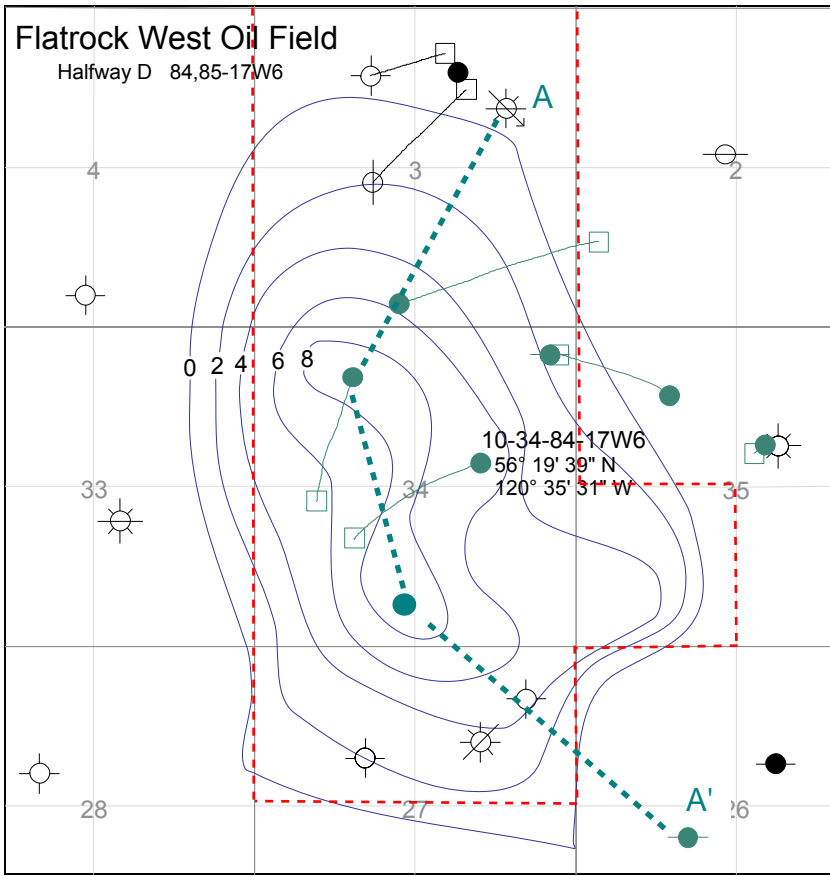 Flatrock West Oil Field
Halfway D 84,85-17W6
A
4
3
2
0 2 4 6 8
10-34-84-17W6
56° 19' 39" N
120° 35' 31" W
33
34
35
A'
28
27
26